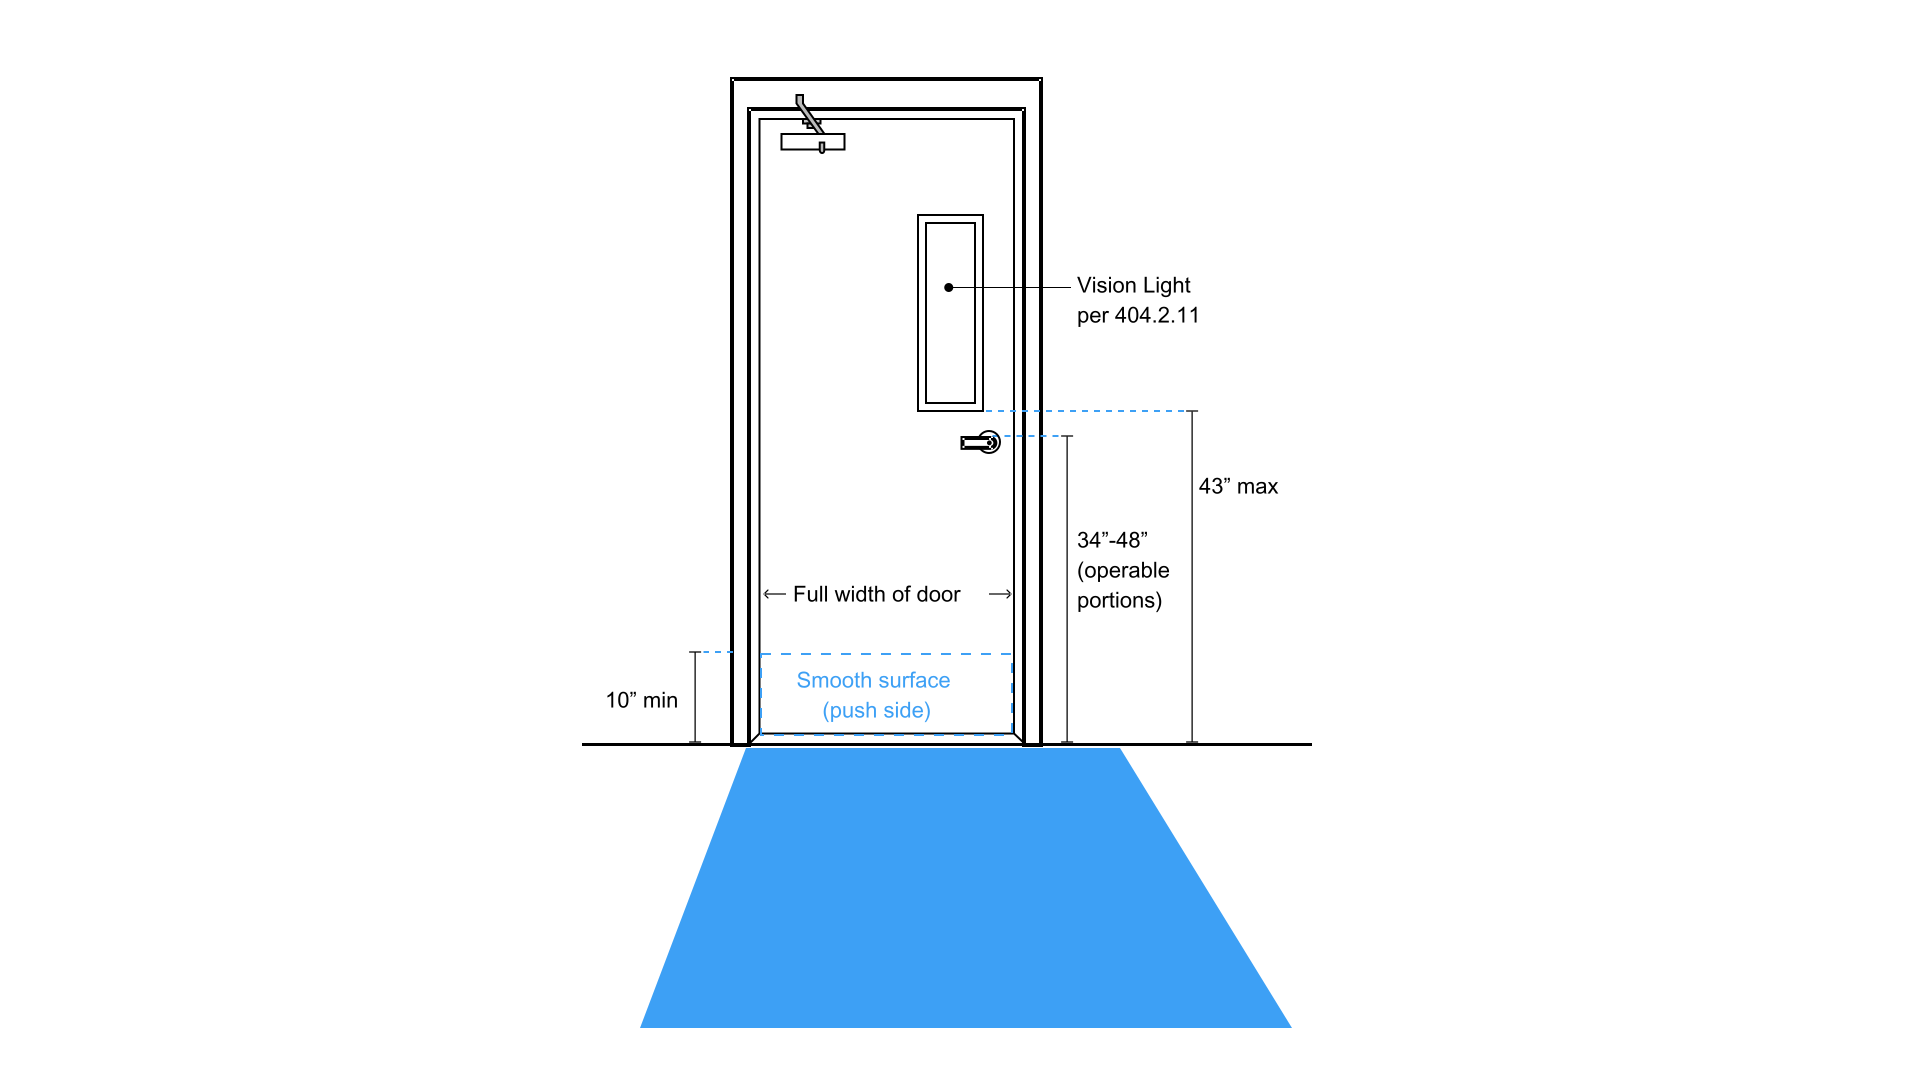 Vision Light
per 404.2.11
43” max
34”-48”
(operable
portions)
Full width of door
Smooth surface
(push side)
10” min